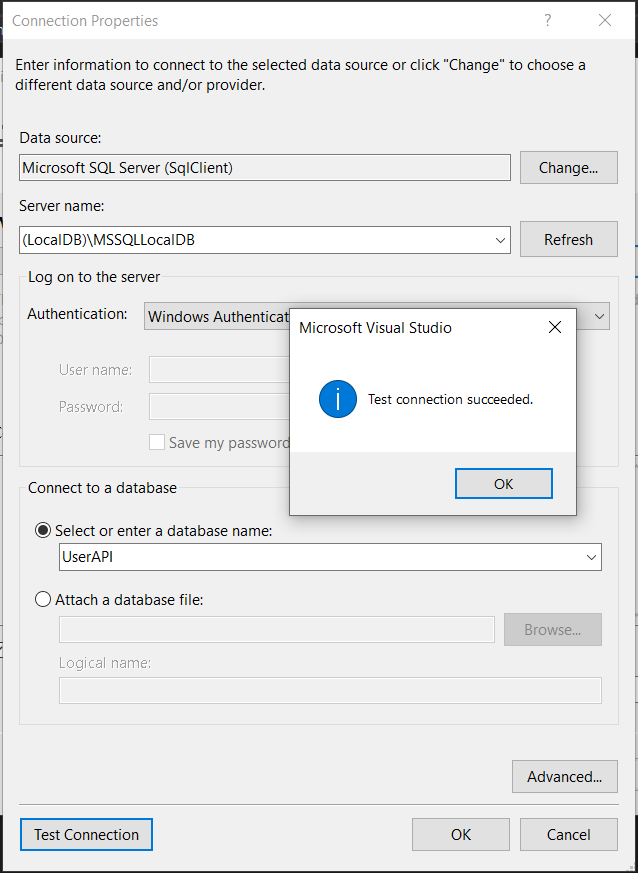 Connection Properties
?
Enter information to connect to the selected data source or click "Change" to choose a
different data source and/or provider.
Data source:
Microsoft SQL Server (SqlClient)
Change...
Server name:
(LocalDB)\MSSQLLocalDB
Refresh
Log on to the server
Authentication:
Windows Authenticat
Microsoft Visual Studio
User name:
Password:
Test connection succeeded.
Save my password
OK
Connect to a database
Select or enter a database name:
UserAPI
Attach a database file:
Browse...
Logical name:
Advanced...
Test Connection
OK
Cancel